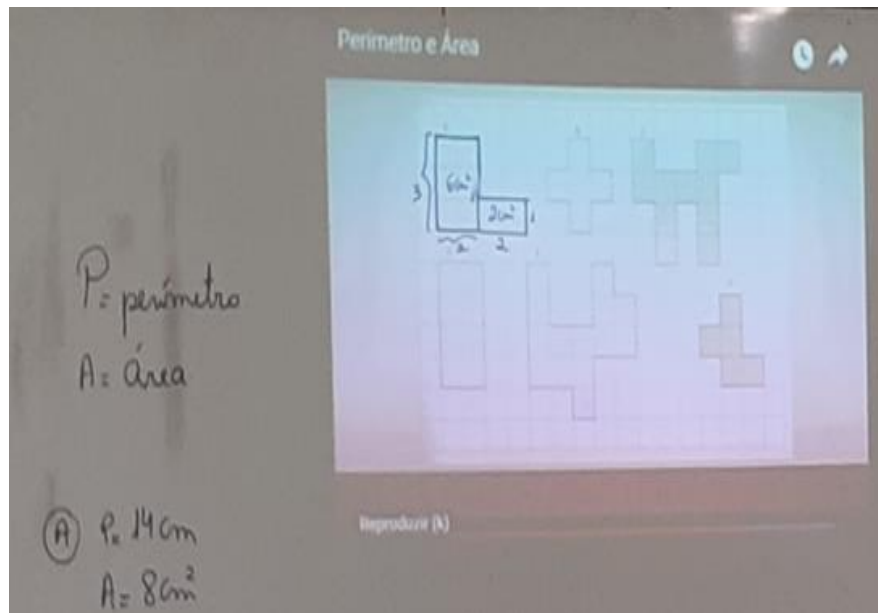 Perímetro e Área
3
6cm²
2cm²
1
2
2
P= perímetro
A= área
A P= 14cm
A= 8cm²
Reproduzir (k)